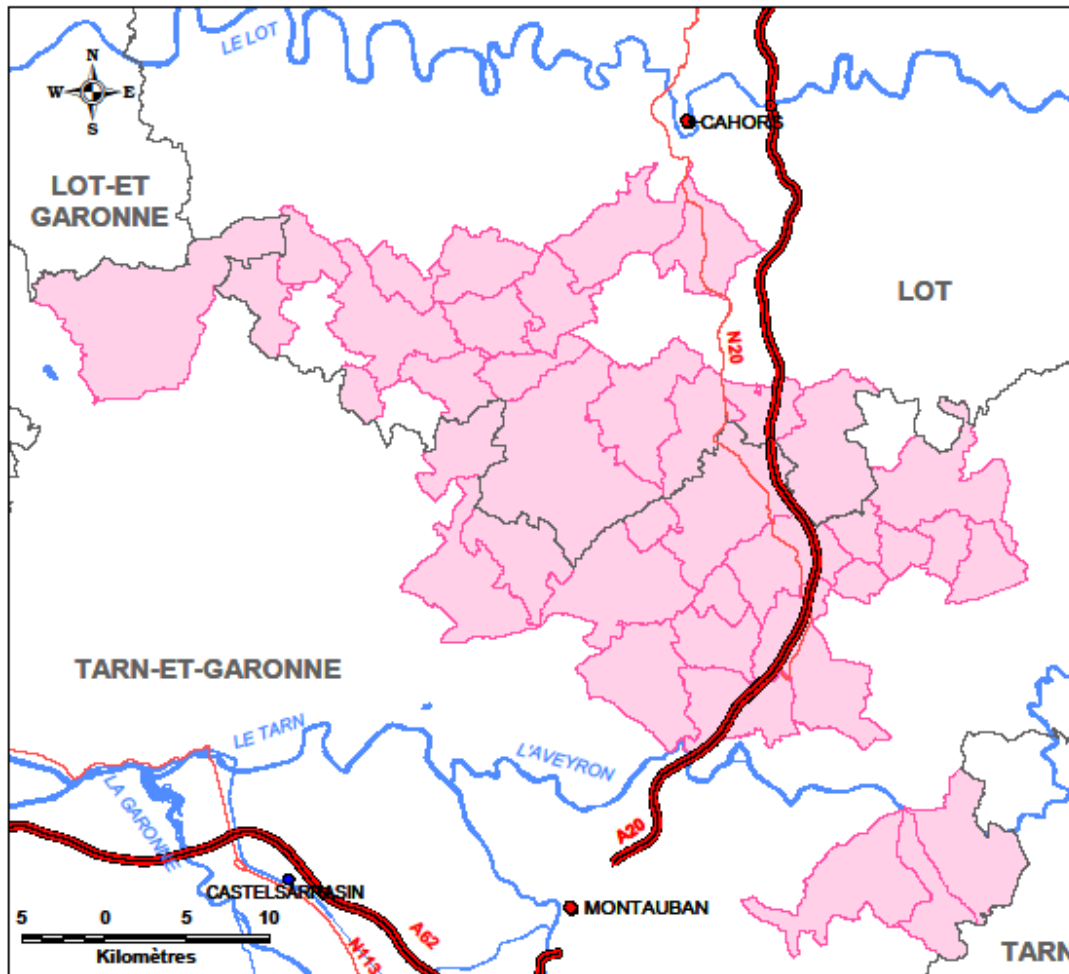 LE LOT
N
W E
S
CAHORS
LOT-ET
GARONNE
LOT
N20
TARN-ET-GARONNE
LE TARN
L'AVEYRON
LA GARONNE
A20
CASTELSARRASIN
MONTAUBAN
5 0 5 10
Kilomètres
A62
N113
TARN